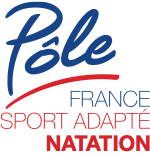 Pôle
FRANCE
SPORT ADAPTÉ
NATATION